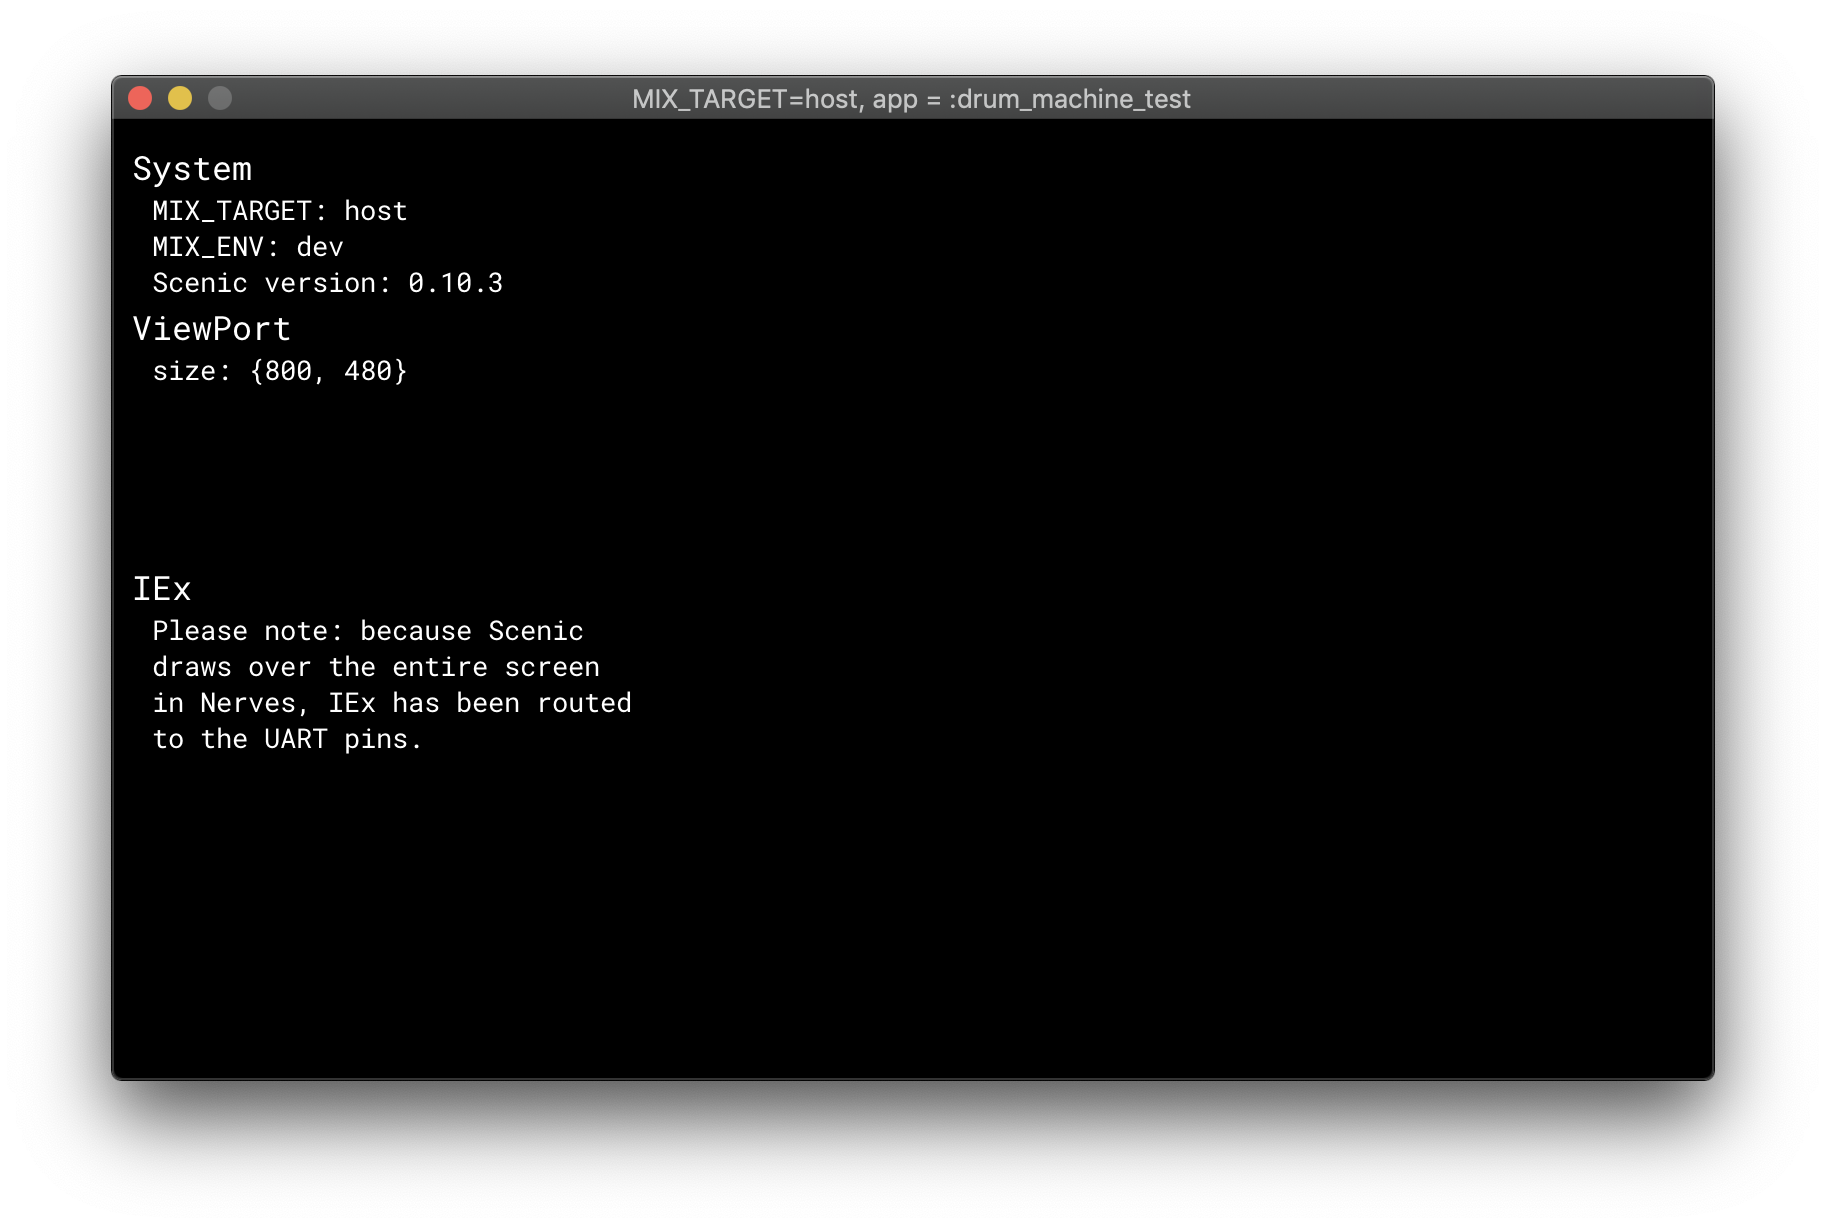 MIX_TARGET=host, app = :drum_machine_test
System
MIX_TARGET: host
MIX_ENV: dev
Scenic version: 0.10.3
ViewPort
size: {800, 480}
IEx
Please note: because Scenic
draws over the entire screen
in Nerves, IEx has been routed
to the UART pins.